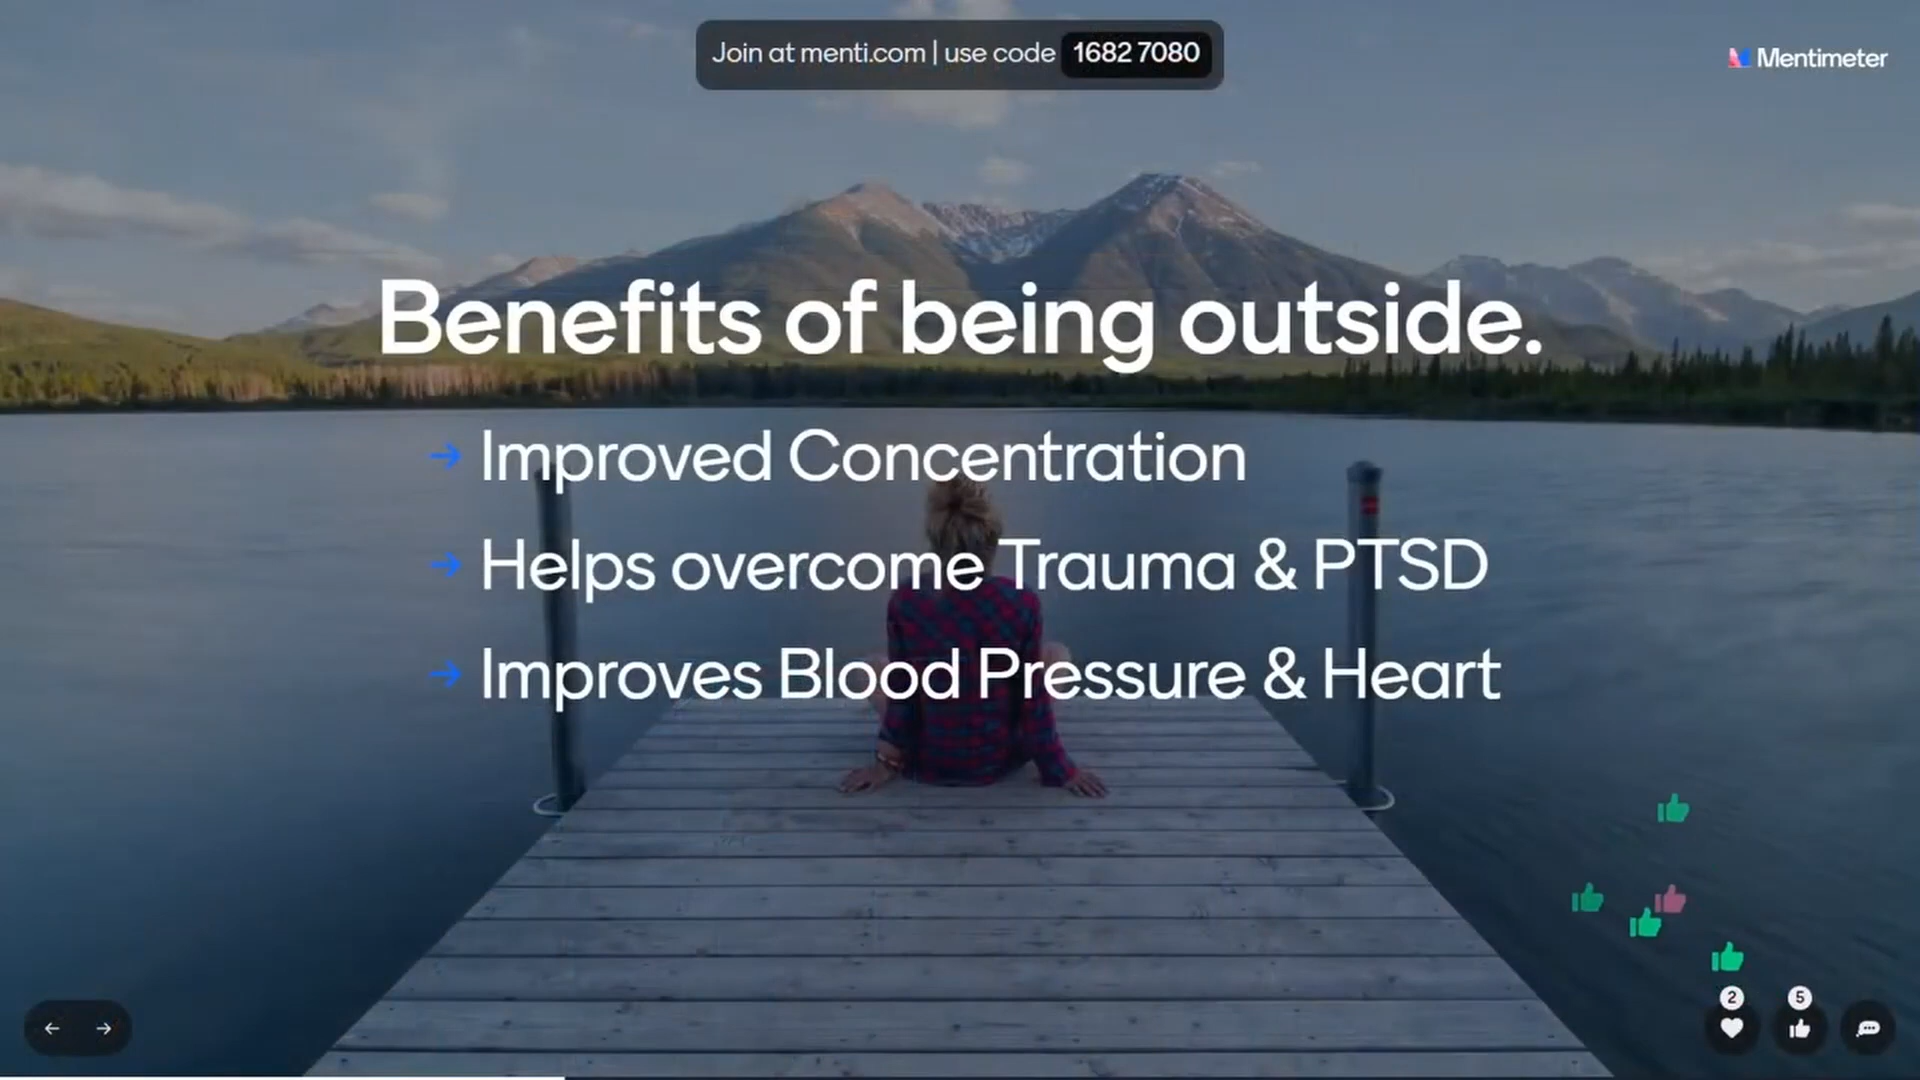 Join at menti.com | use code 1682 7080
Mentimeter
Benefits of being outside.
→ Improved Concentration
→ Helps overcome Trauma & PTSD
→ Improves Blood Pressure & Heart
2
5